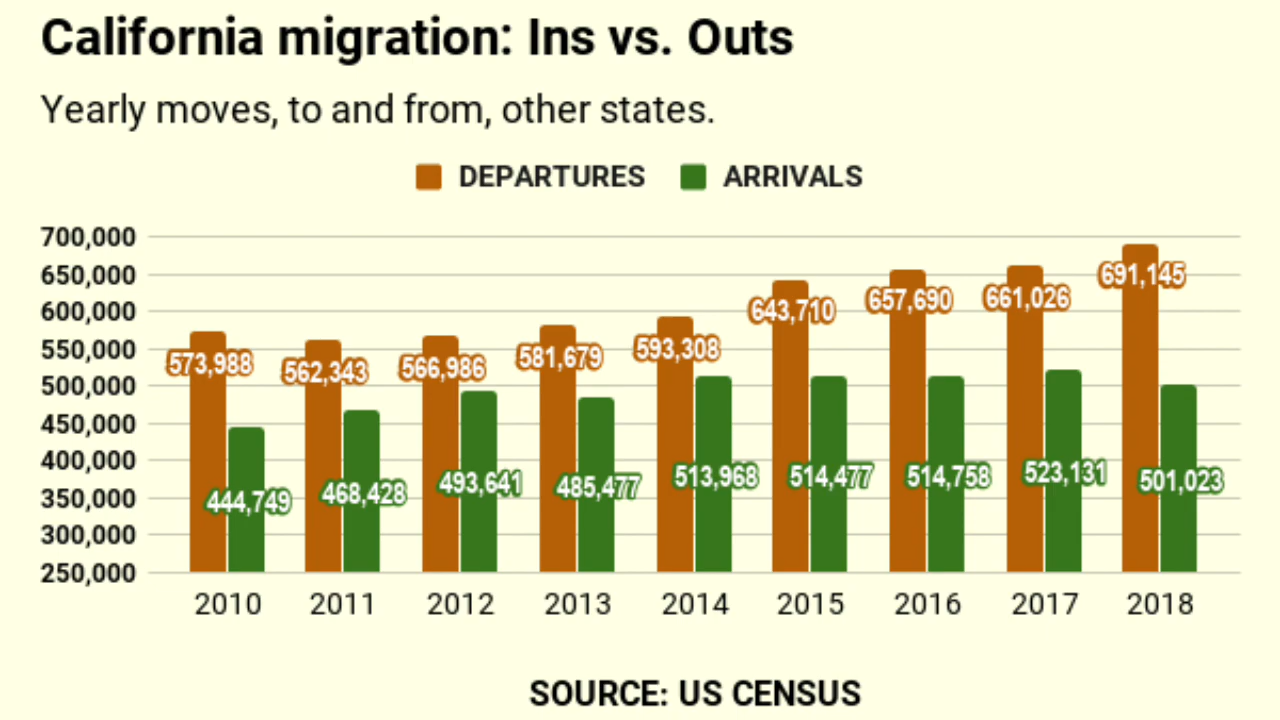 California migration: Ins vs. Outs
Yearly moves, to and from, other states.
DEPARTURES ARRIVALS
700,000
650,000
600,000
550,000
500,000
450,000
400,000
350,000
300,000
250,000
573,988 562,343 566,986 581,679 593,308 643,710 657,690 661,026 691,145
444,749 468,428 493,641 485,477 513,968 514,477 514,758 523,131 501,023
2010 2011 2012 2013 2014 2015 2016 2017 2018
SOURCE: US CENSUS